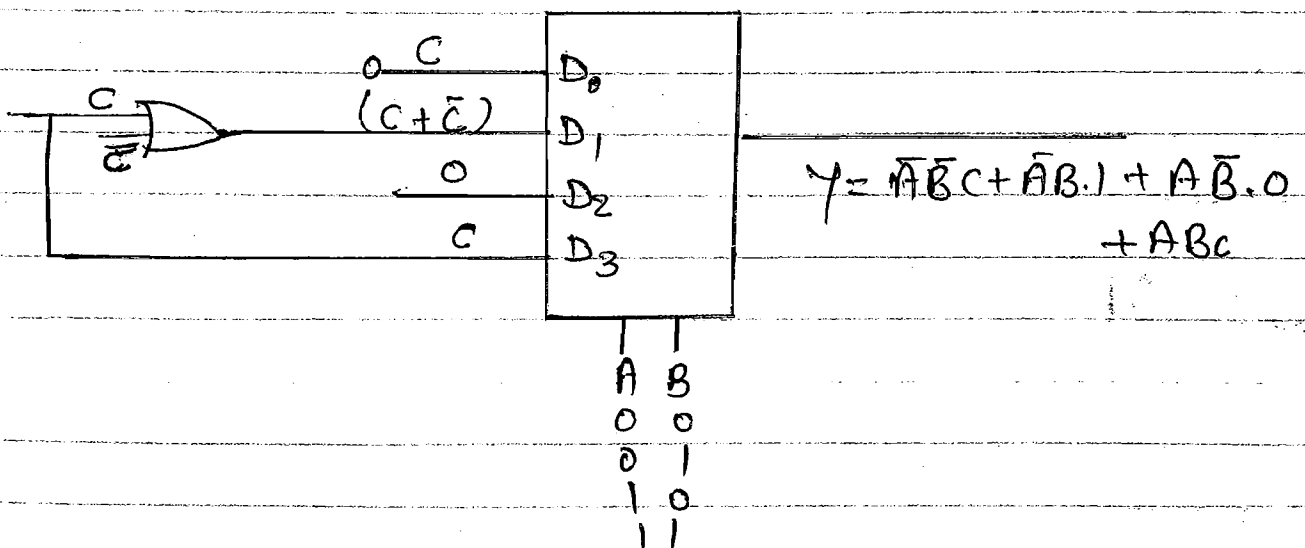 C D₀
C (C + C̄) D₁
C̄
0 D₂
C D₃
Y = ĀB̄C + ĀB.1 + AB̄.0
+ ABC
A B
0 0
0 1
1 0
1 1